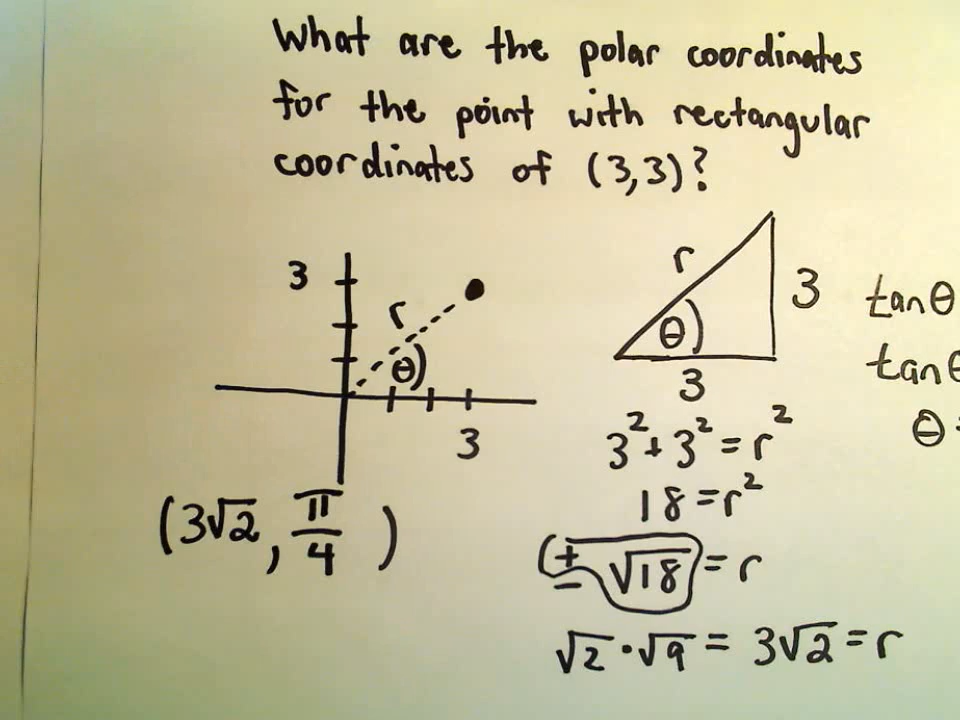 What are the polar coordinates
for the point with rectangular
coordinates of (3,3)?
3
r
θ
3
(3√2, π/4)
r
θ
3
3
3² + 3² = r²
18 = r²
(± √18 = r
√2 · √9 = 3√2 = r
tanθ
tanθ
θ =